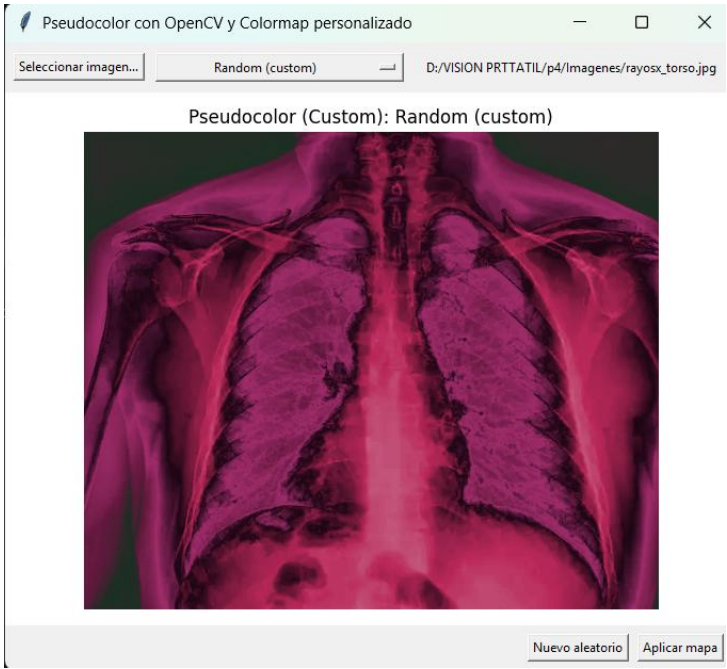 Pseudocolor con OpenCV y Colormap personalizado
Seleccionar imagen... Random (custom) D:/VISION PRTTATIL/p4/Imagenes/rayosx_torso.jpg
Pseudocolor (Custom): Random (custom)
Nuevo aleatorio Aplicar mapa